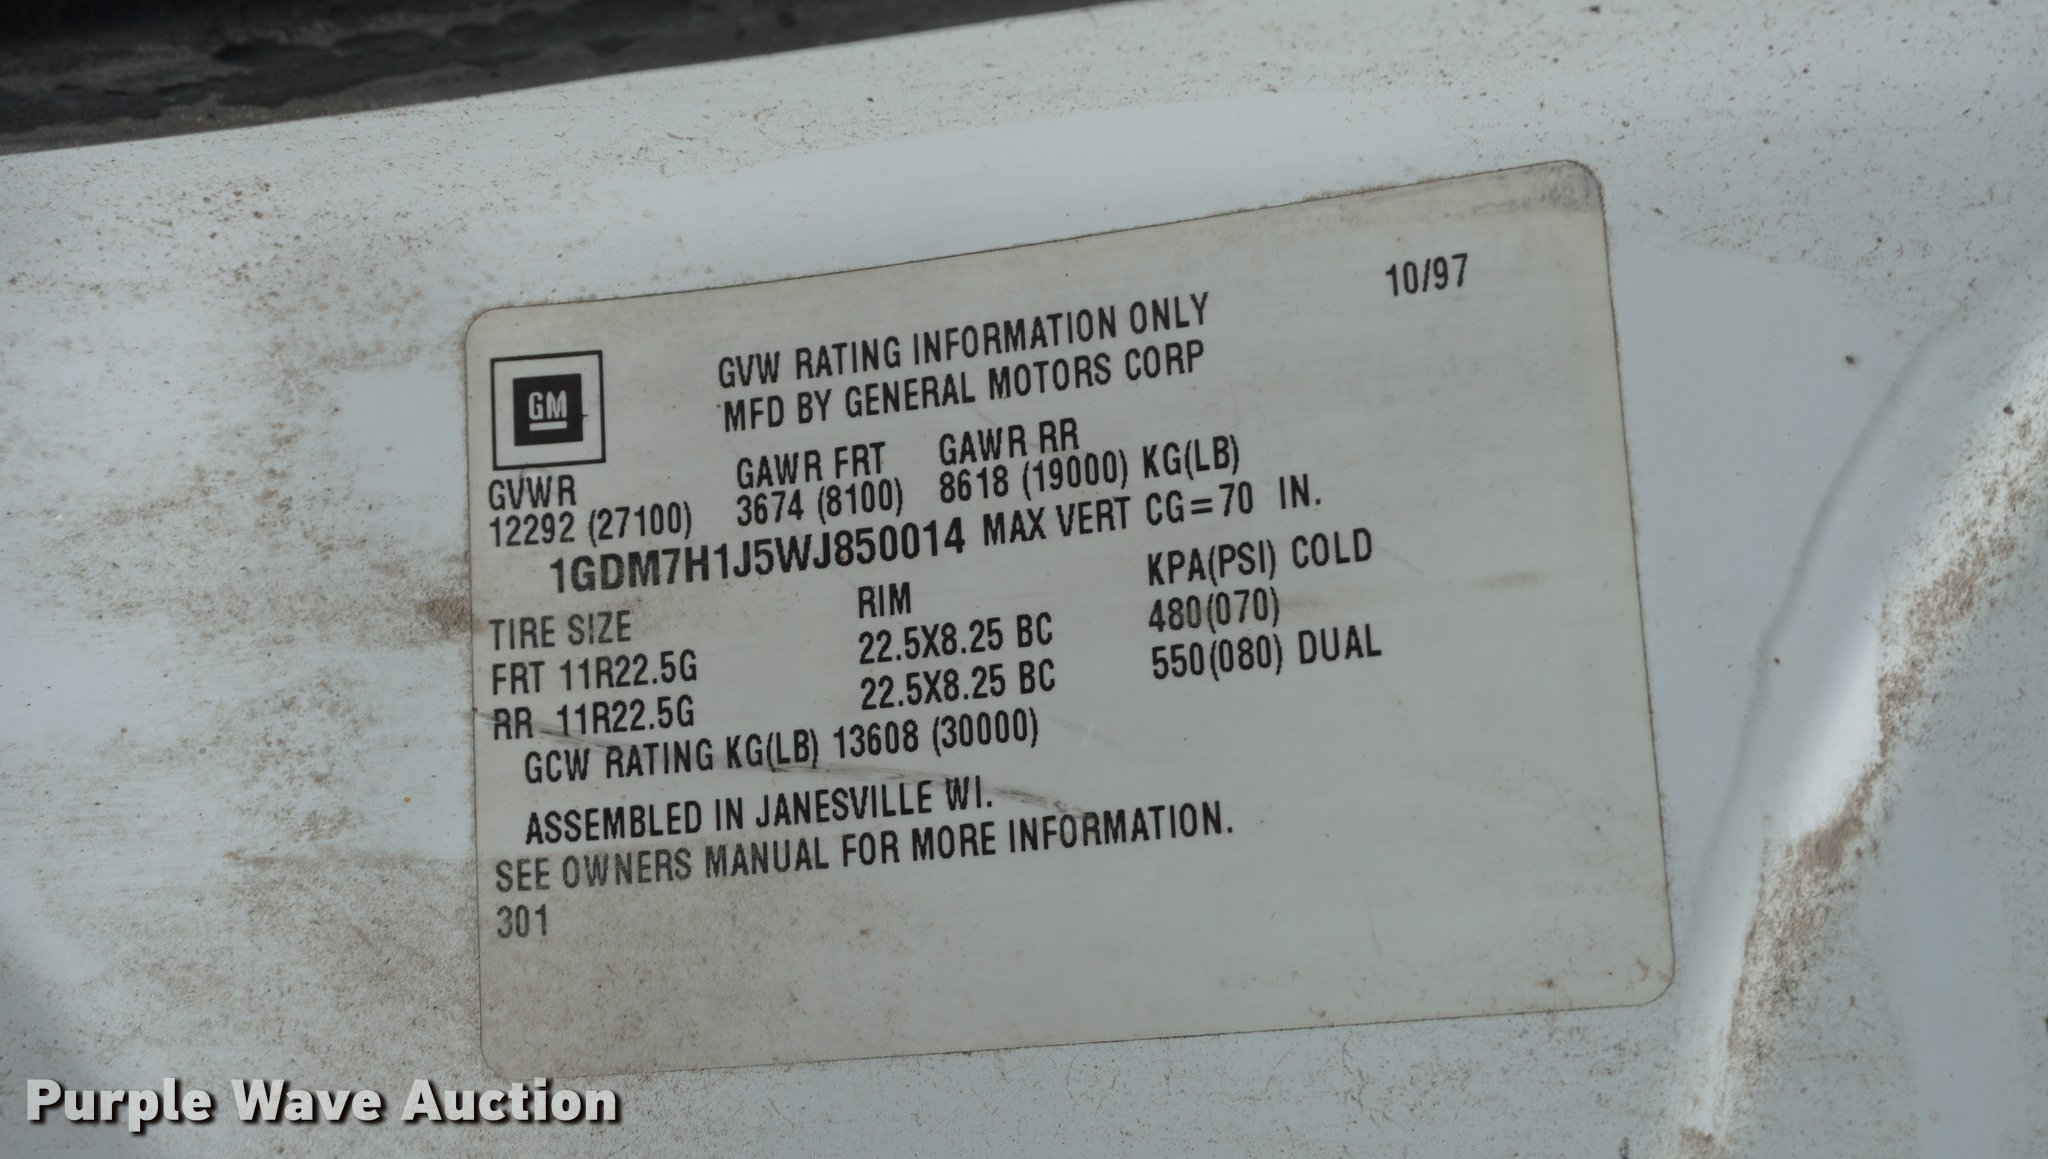 10/97
GVW RATING INFORMATION ONLY
MFD BY GENERAL MOTORS CORP
GM
GVWR GAWR FRT GAWR RR
12292 (27100) 3674 (8100) 8618 (19000) KG(LB)
1GDM7H1J5WJ850014 MAX VERT CG=70 IN.
TIRE SIZE RIM KPA(PSI) COLD
FRT 11R22.5G 22.5X8.25 BC 480(070)
RR 11R22.5G 22.5X8.25 BC 550(080) DUAL
GCW RATING KG(LB) 13608 (30000)
ASSEMBLED IN JANESVILLE WI.
SEE OWNERS MANUAL FOR MORE INFORMATION.
301
Purple Wave Auction